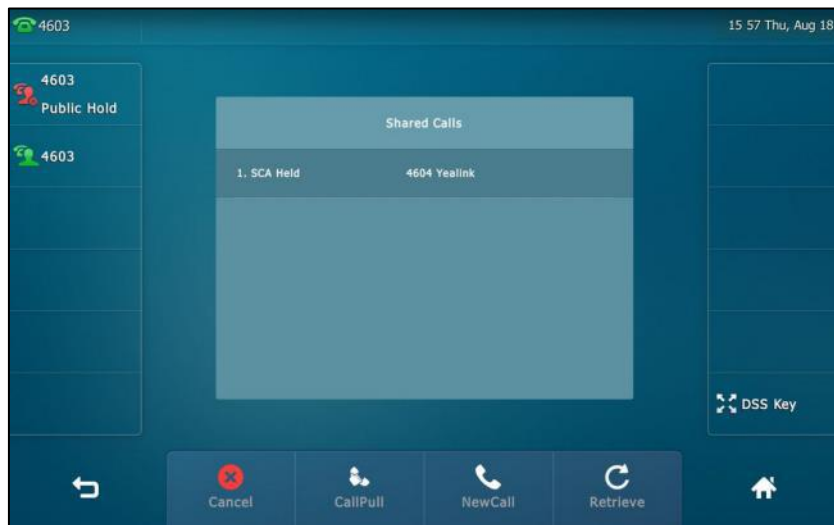 4603
15 57 Thu, Aug 18
4603
Public Hold
4603
Shared Calls
1. SCA Held 4604 Yealink
DSS Key
Cancel CallPull NewCall Retrieve